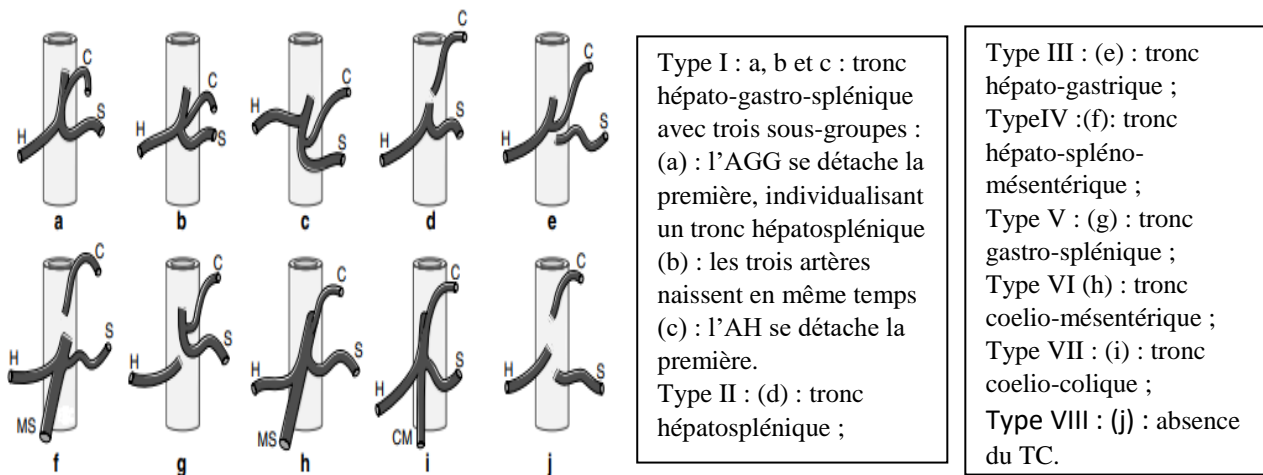 C
H
S
a
C
H
S
b
H
C
S
c
C
H
S
d
C
H
S
e
C
H
S
MS
f
C
H
S
g
C
H
S
MS
h
C
H
S
CM
i
C
H
S
j
Type I : a, b et c : tronc
hépato-gastro-splénique
avec trois sous-groupes :
(a) : l’AGG se détache la
première, individualisant
un tronc hépatosplénique
(b) : les trois artères
naissent en même temps
(c) : l’AH se détache la
première.
Type II : (d) : tronc
hépatosplénique ;
Type III : (e) : tronc
hépato-gastrique ;
TypeIV :(f): tronc
hépato-spléno-
mésentérique ;
Type V : (g) : tronc
gastro-splénique ;
Type VI (h) : tronc
coelio-mésentérique ;
Type VII : (i) : tronc
coelio-colique ;
Type VIII : (j) : absence
du TC.